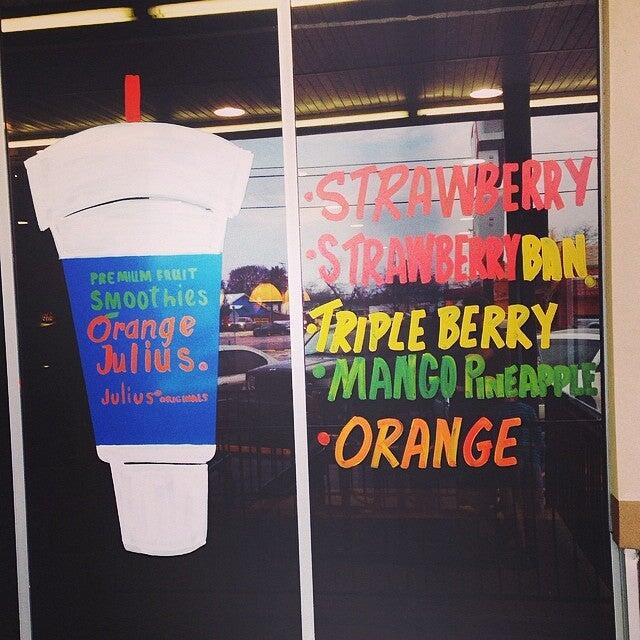 PREMIUM FRUIT
SMOOthies
Orange
Julius.
Julius® ORIGINALS
•STRAWBERRY
•STRAWBERRY BAN.
•TRIPLE BERRY
•MANGO PiNEAPPLE
•ORANGE